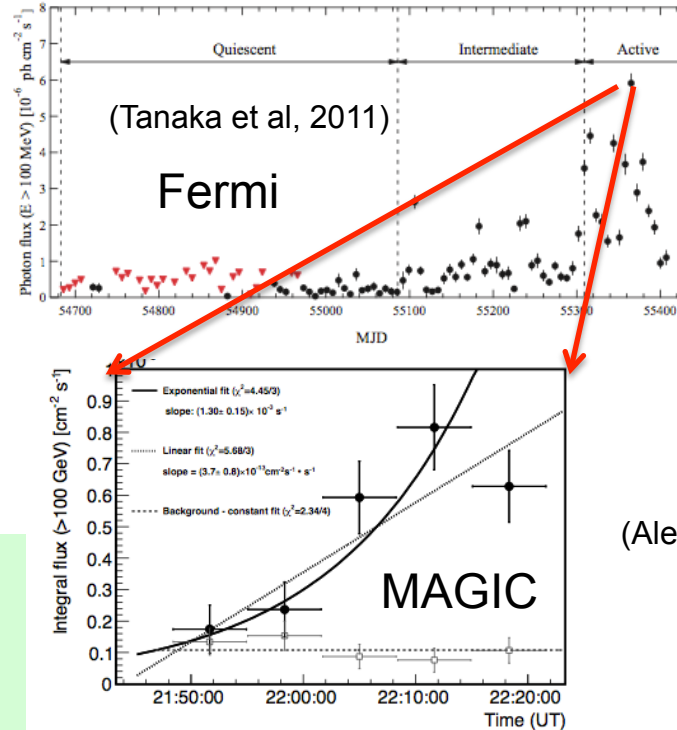 8
7
6
5
4
3
2
1
0
Photon flux (E > 100 MeV) [10⁻⁶ ph cm⁻² s⁻¹]
Quiescent
Intermediate
Active
(Tanaka et al, 2011)
Fermi
54700
54800
54900
55000
55100
55200
55300
55400
MJD
Exponential fit (χ²=4.45/3)
slope: (1.30± 0.15)× 10⁻³ s⁻¹
Linear fit (χ²=5.68/3)
slope = (3.7± 0.8)×10⁻¹³cm⁻²s⁻¹ • s⁻¹
Background - constant fit (χ²=2.34/4)
0.9
0.8
0.7
0.6
0.5
0.4
0.3
0.2
0.1
0
Integral flux (>100 GeV) [cm⁻² s⁻¹]
MAGIC
(Ale
21:50:00
22:00:00
22:10:00
22:20:00
Time (UT)